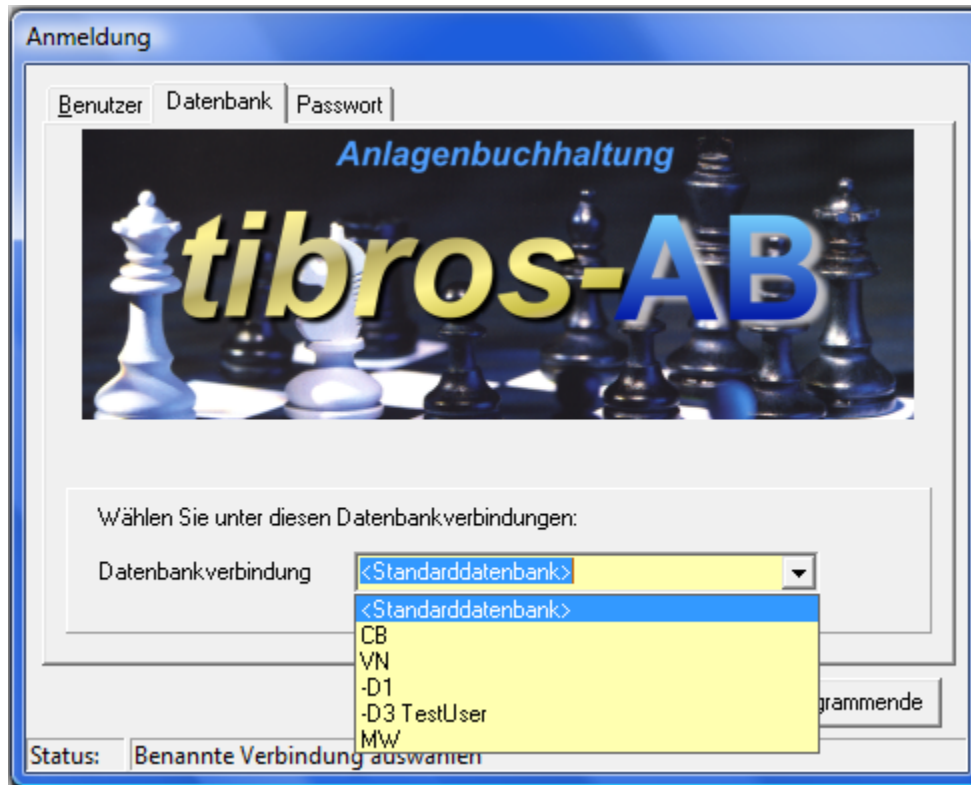 Anmeldung
Benutzer Datenbank Passwort
Anlagenbuchhaltung
tibros-AB
Wählen Sie unter diesen Datenbankverbindungen:
Datenbankverbindung <Standarddatenbank>
<Standarddatenbank>
CB
VN
-D1
-D3 TestUser
MW
grammende
Status: Benannte Verbindung auswählen